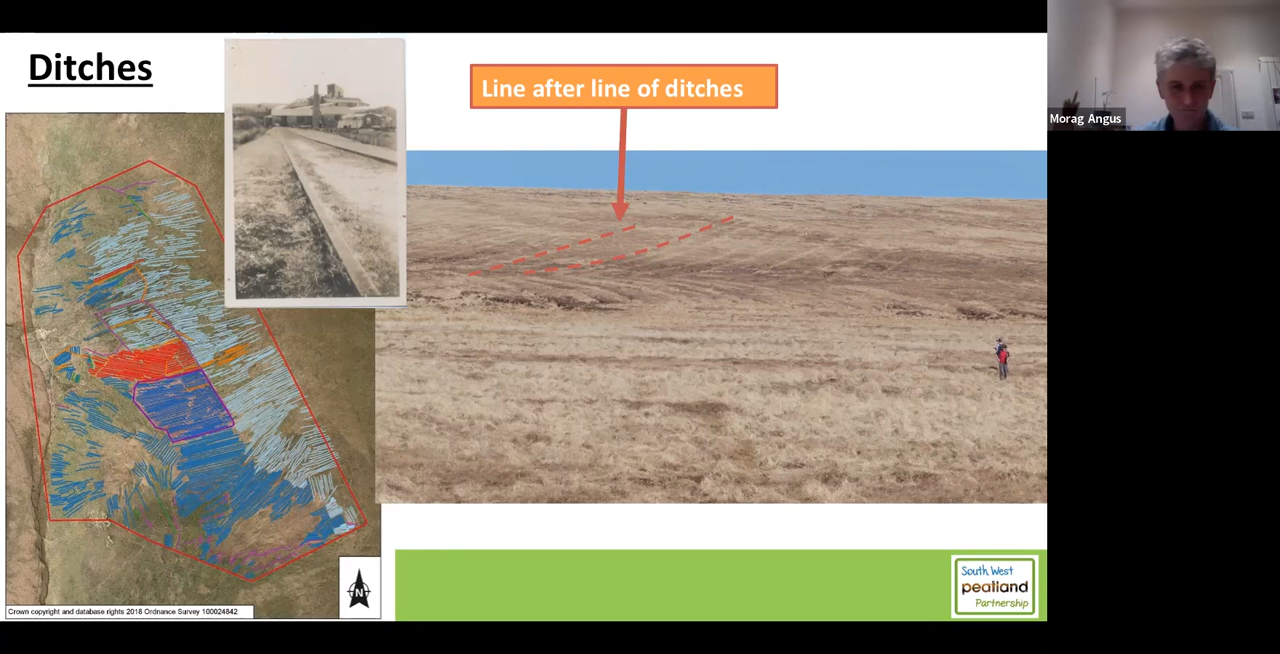 Ditches
Line after line of ditches
Morag Angus
N
Crown copyright and database rights 2018 Ordnance Survey 100024842
South West
peatland
Partnership